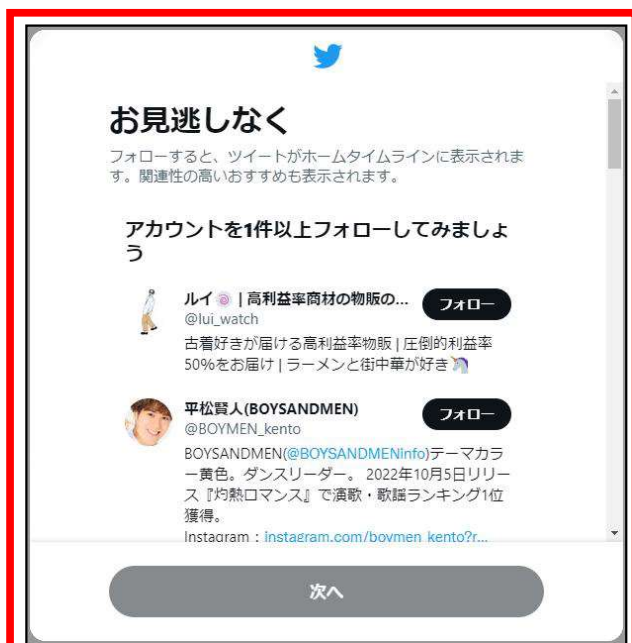 お見逃しなく
フォローすると、ツイートがホームタイムラインに表示されま
す。関連性の高いおすすめも表示されます。
アカウントを1件以上フォローしてみましょ
う
ルイ🍥 | 高利益率商材の物販の...
フォロー
@lui_watch
古着好きが届ける高利益率物販 | 圧倒的利益率
50%をお届け | ラーメンと街中華が好き🦄
平松賢人(BOYSANDMEN)
フォロー
@BOYMEN_kento
BOYSANDMEN(@BOYSANDMENinfo)テーマカラ
ー黄色。ダンスリーダー。 2022年10月5日リリー
ス『灼熱ロマンス』で演歌・歌謡ランキング1位
獲得。
Instagram : instagram.com/boymen_kento?r...
次へ